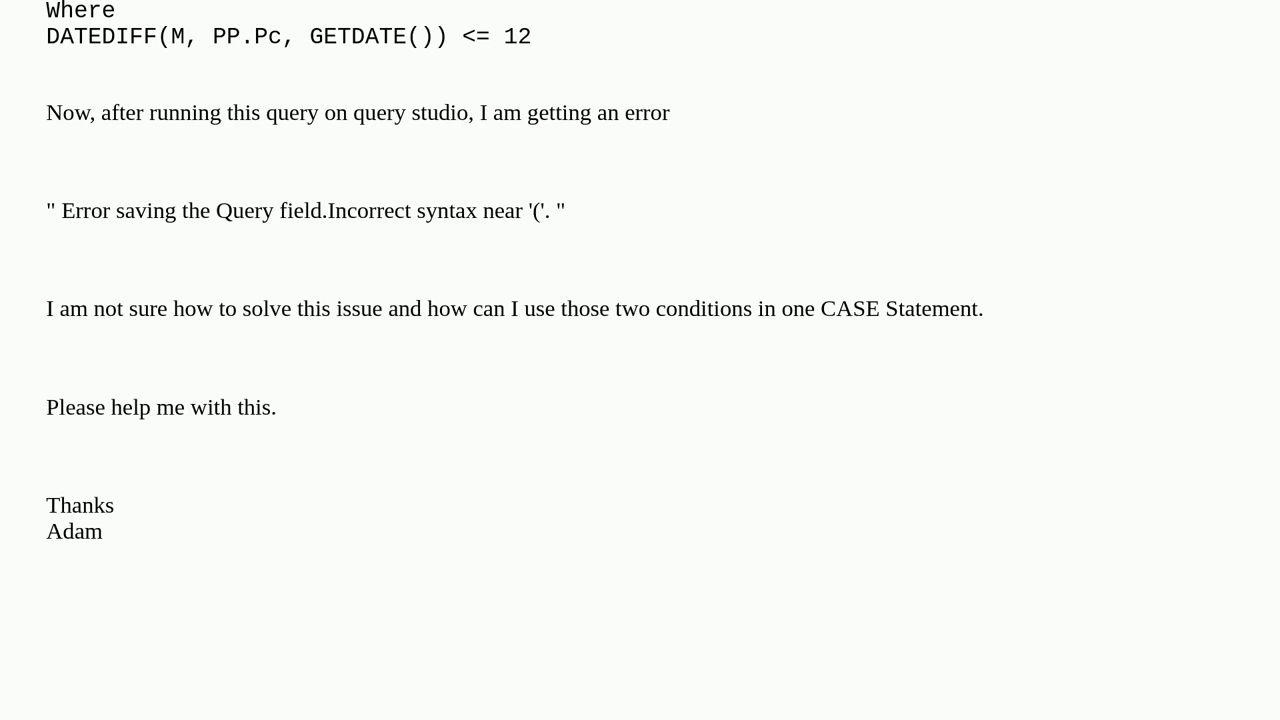 Where
DATEDIFF(M, PP.Pc, GETDATE()) <= 12
Now, after running this query on query studio, I am getting an error
" Error saving the Query field.Incorrect syntax near '('. "
I am not sure how to solve this issue and how can I use those two conditions in one CASE Statement.
Please help me with this.
Thanks
Adam